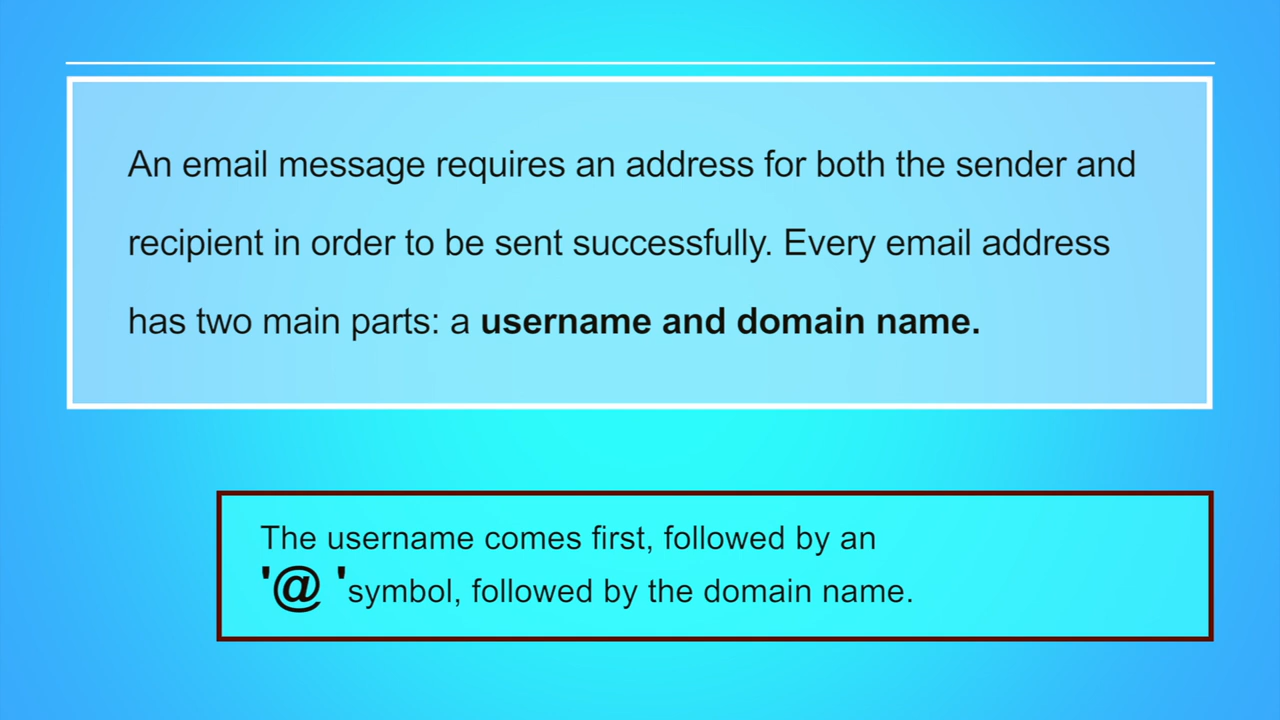 An email message requires an address for both the sender and
recipient in order to be sent successfully. Every email address
has two main parts: a username and domain name.
The username comes first, followed by an
'@ 'symbol, followed by the domain name.